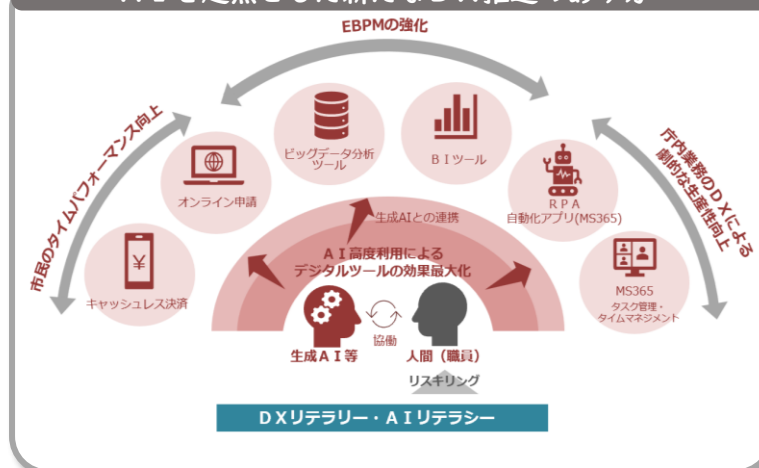 EBPMの強化
市民のタイムパフォーマンス向上
庁内業務のDXによる
劇的な生産性向上
ビッグデータ分析
ツール
BIツール
オンライン申請
RPA
自動化アプリ(MS365)
¥
キャッシュレス決済
MS365
タスク管理・
タイムマネジメント
生成AIとの連携
AI高度利用による
デジタルツールの効果最大化
生成AI等
協働
人間（職員）
リスキリング
DXリテラリー・AIリテラシー